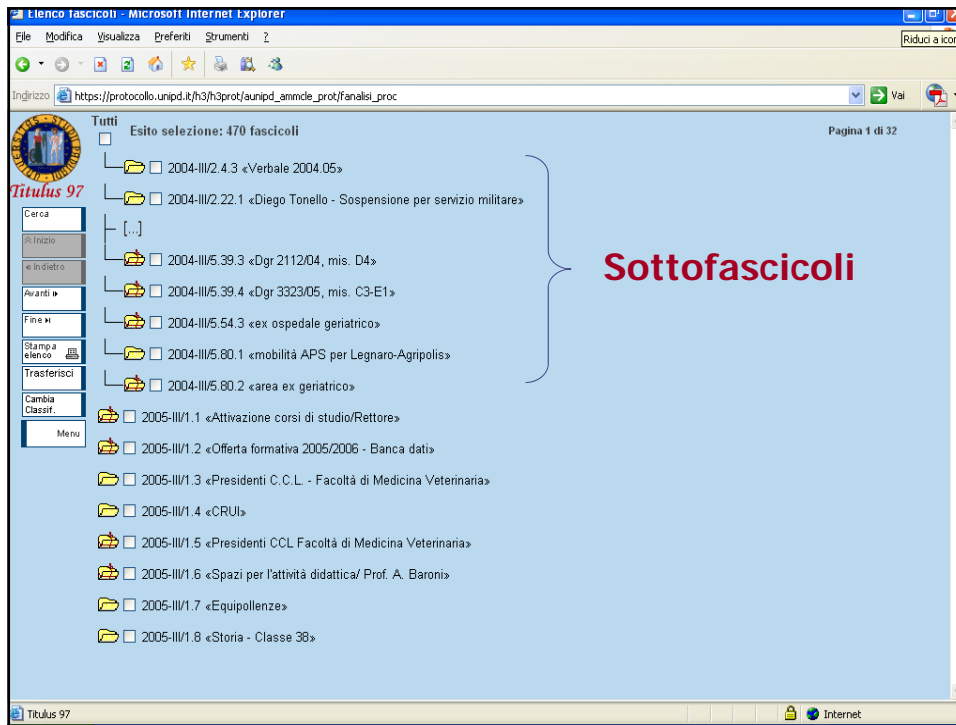 Elenco fascicoli - Microsoft Internet Explorer
File Modifica Visualizza Preferiti Strumenti ?
Riduci a icon
Indirizzo https://protocollo.unipd.it/h3/h3prot/aunipd_ammcle_prot/fanalisi_proc Vai
Tutti
Esito selezione: 470 fascicoli
Pagina 1 di 32
2004-III/2.4.3 «Verbale 2004.05»
Titulus 97
2004-III/2.22.1 «Diego Tonello - Sospensione per servizio militare»
Cerca
[...]
Inizio
2004-III/5.39.3 «Dgr 2112/04, mis. D4»
Sottofascicoli
Indietro
Avanti
2004-III/5.39.4 «Dgr 3323/05, mis. C3-E1»
Fine
2004-III/5.54.3 «ex ospedale geriatrico»
Stampa elenco
2004-III/5.80.1 «mobilità APS per Legnaro-Agripolis»
Trasferisci
2004-III/5.80.2 «area ex geriatrico»
Cambia Classif.
2005-III/1.1 «Attivazione corsi di studio/Rettore»
Menu
2005-III/1.2 «Offerta formativa 2005/2006 - Banca dati»
2005-III/1.3 «Presidenti C.C.L. - Facoltà di Medicina Veterinaria»
2005-III/1.4 «CRUI»
2005-III/1.5 «Presidenti CCL Facoltà di Medicina Veterinaria»
2005-III/1.6 «Spazi per l'attività didattica/ Prof. A. Baroni»
2005-III/1.7 «Equipollenze»
2005-III/1.8 «Storia - Classe 38»
Titulus 97
Internet